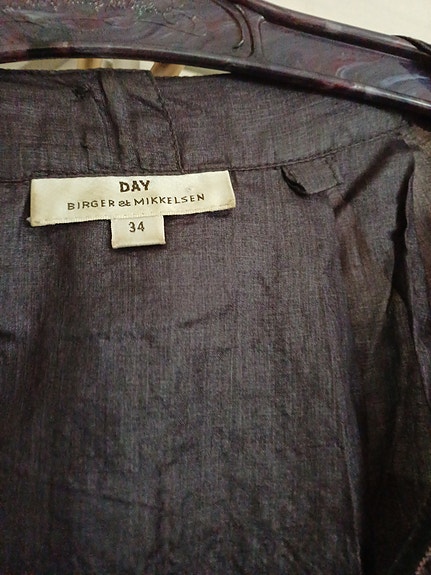 DAY
BIRGER et MIKKELSEN
34